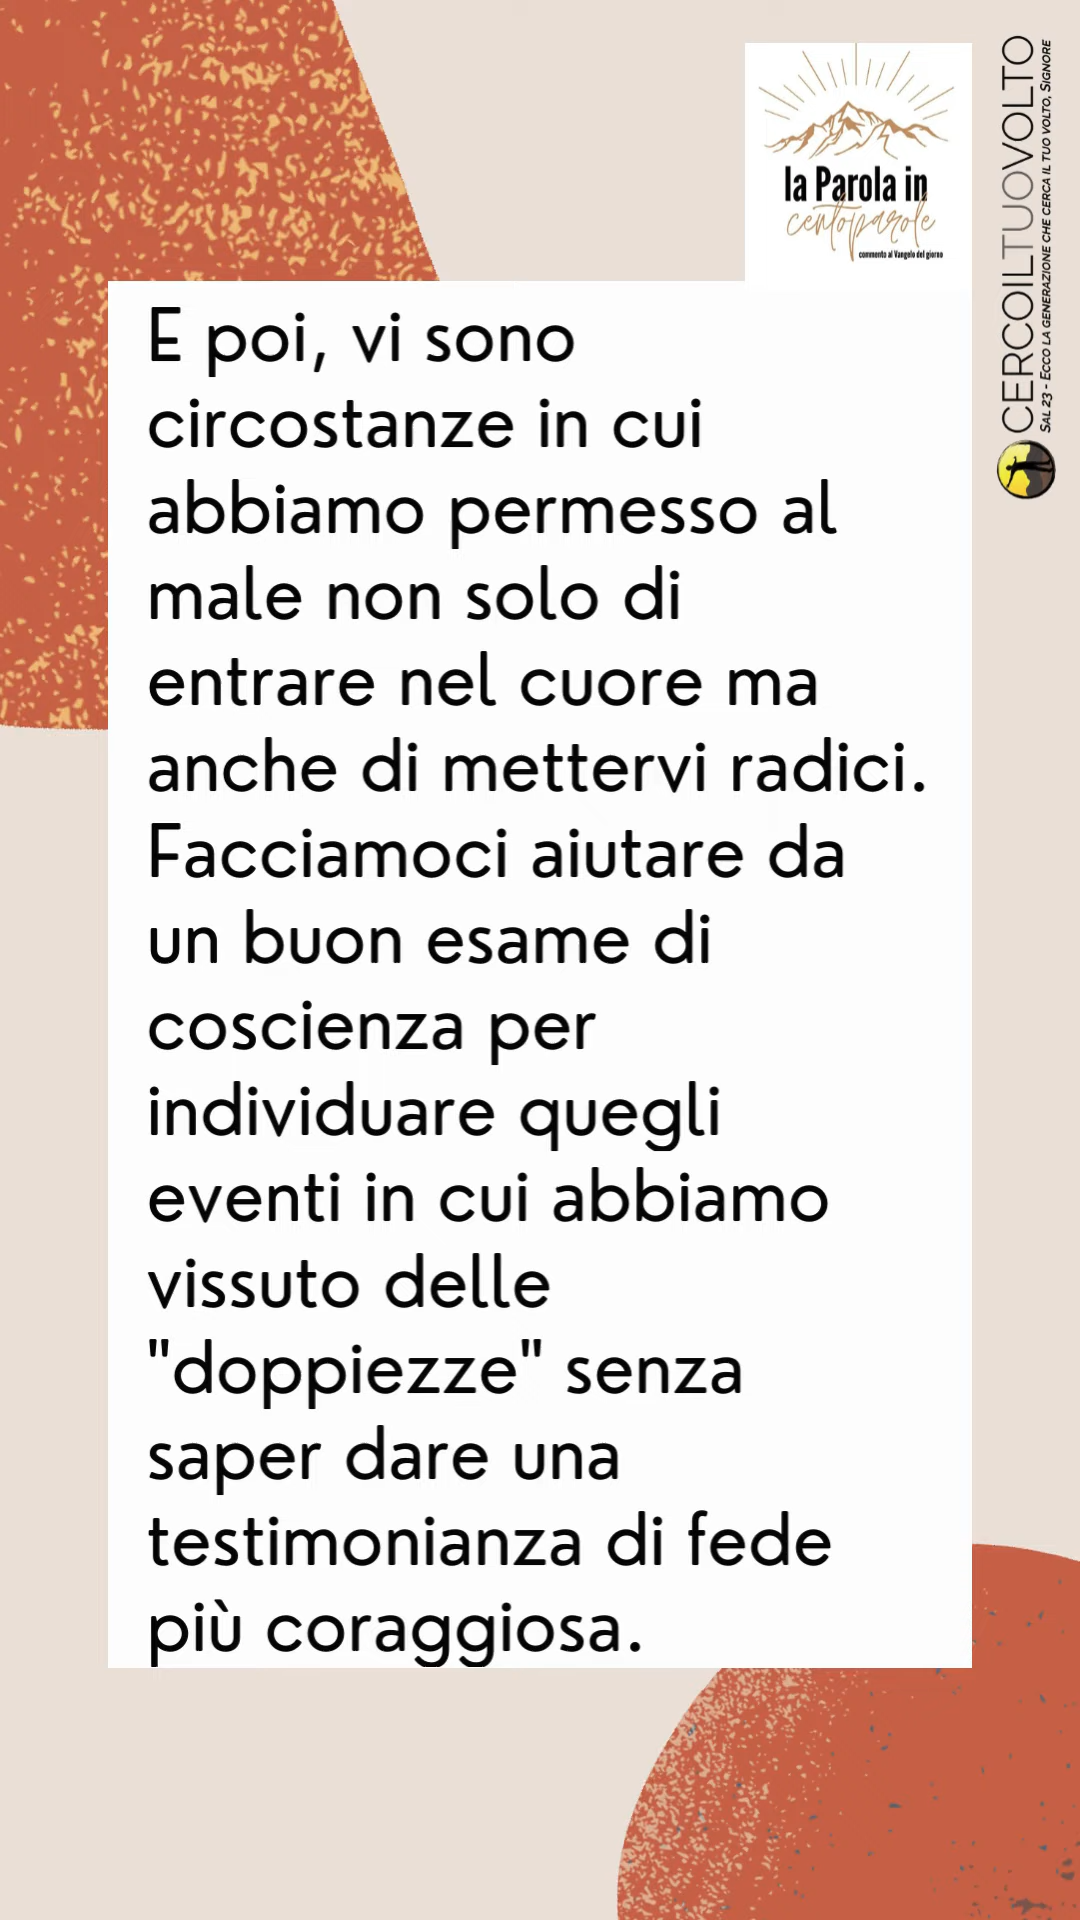 la Parola in
centoparole
commento al Vangelo del giorno
CERCOILTUOVOLTO
SAL 23 - ECCO LA GENERAZIONE CHE CERCA IL TUO VOLTO, SIGNORE
E poi, vi sono
circostanze in cui
abbiamo permesso al
male non solo di
entrare nel cuore ma
anche di mettervi radici.
Facciamoci aiutare da
un buon esame di
coscienza per
individuare quegli
eventi in cui abbiamo
vissuto delle
"doppiezze" senza
saper dare una
testimonianza di fede
più coraggiosa.